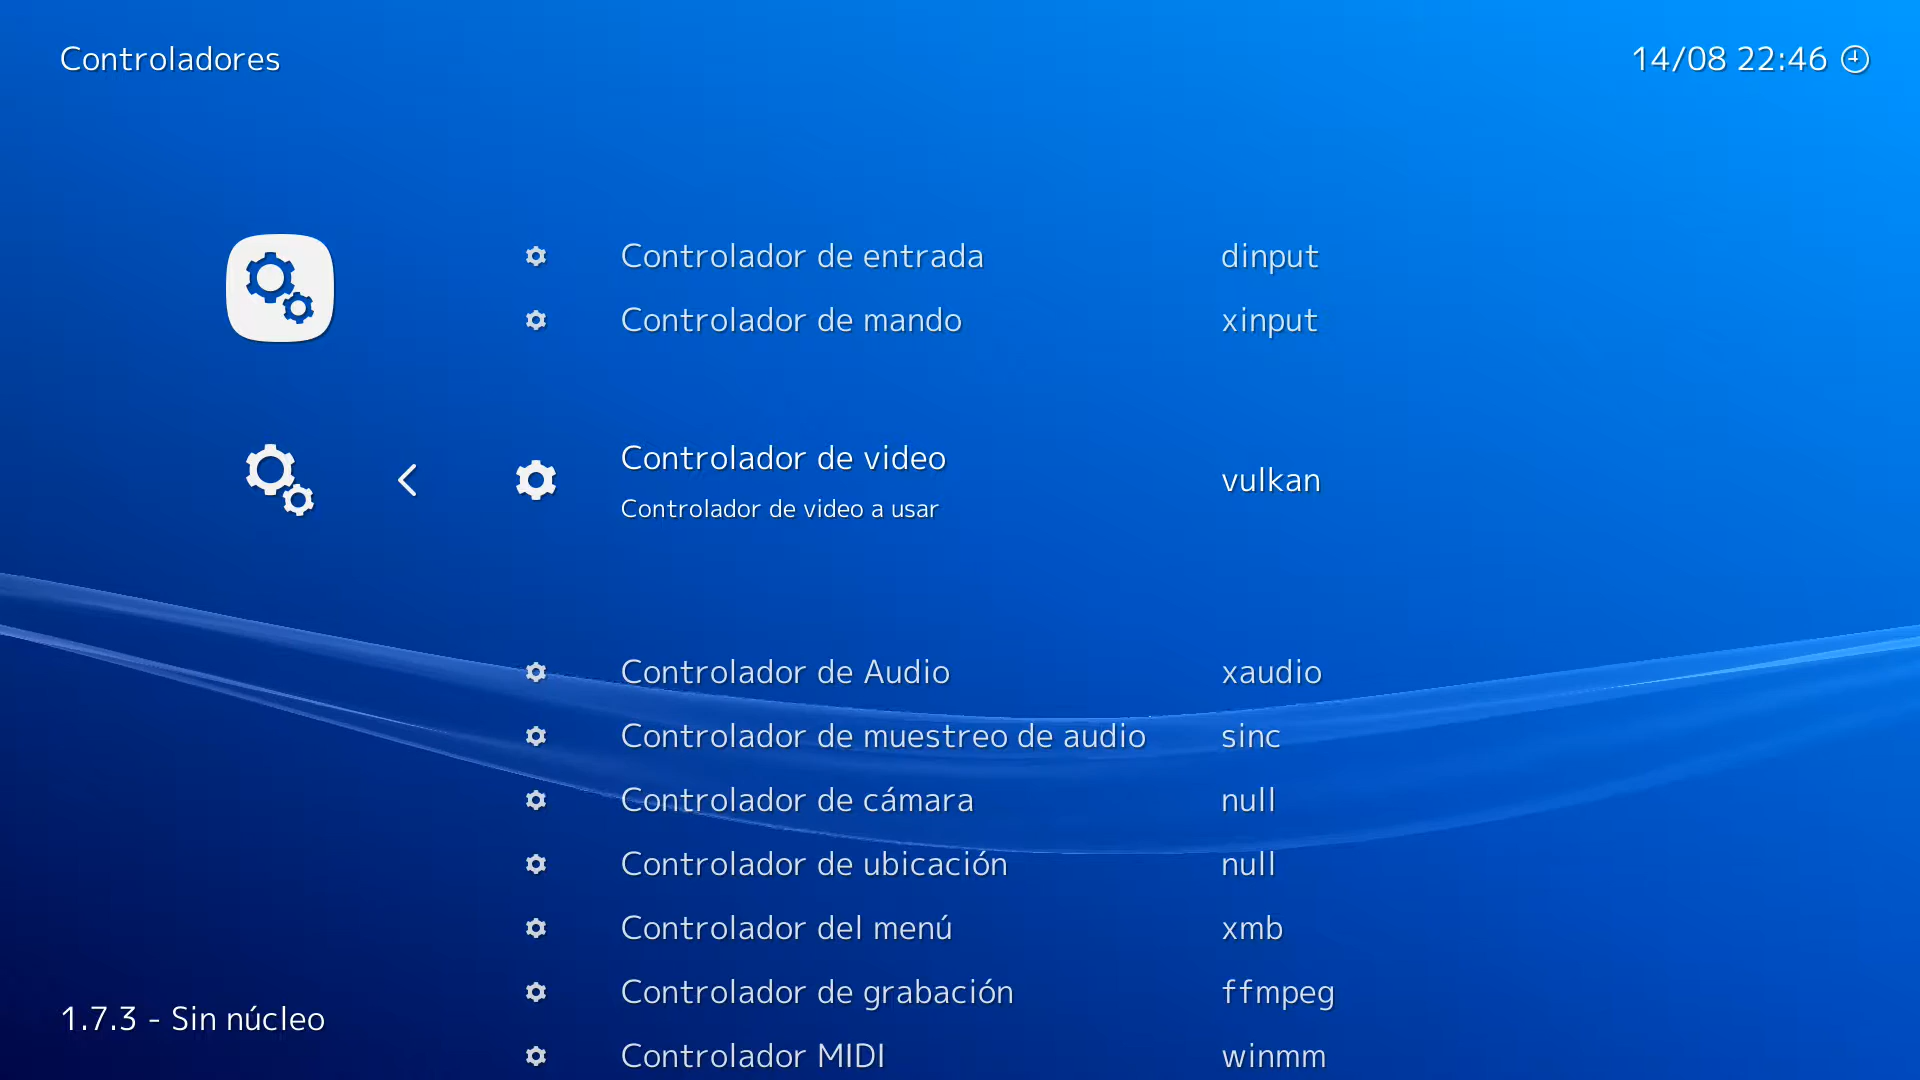 Controladores
14/08 22:46
Controlador de entrada dinput
Controlador de mando xinput
Controlador de video vulkan
Controlador de video a usar
Controlador de Audio xaudio
Controlador de muestreo de audio sinc
Controlador de cámara null
Controlador de ubicación null
Controlador del menú xmb
Controlador de grabación ffmpeg
Controlador MIDI winmm
1.7.3 - Sin núcleo